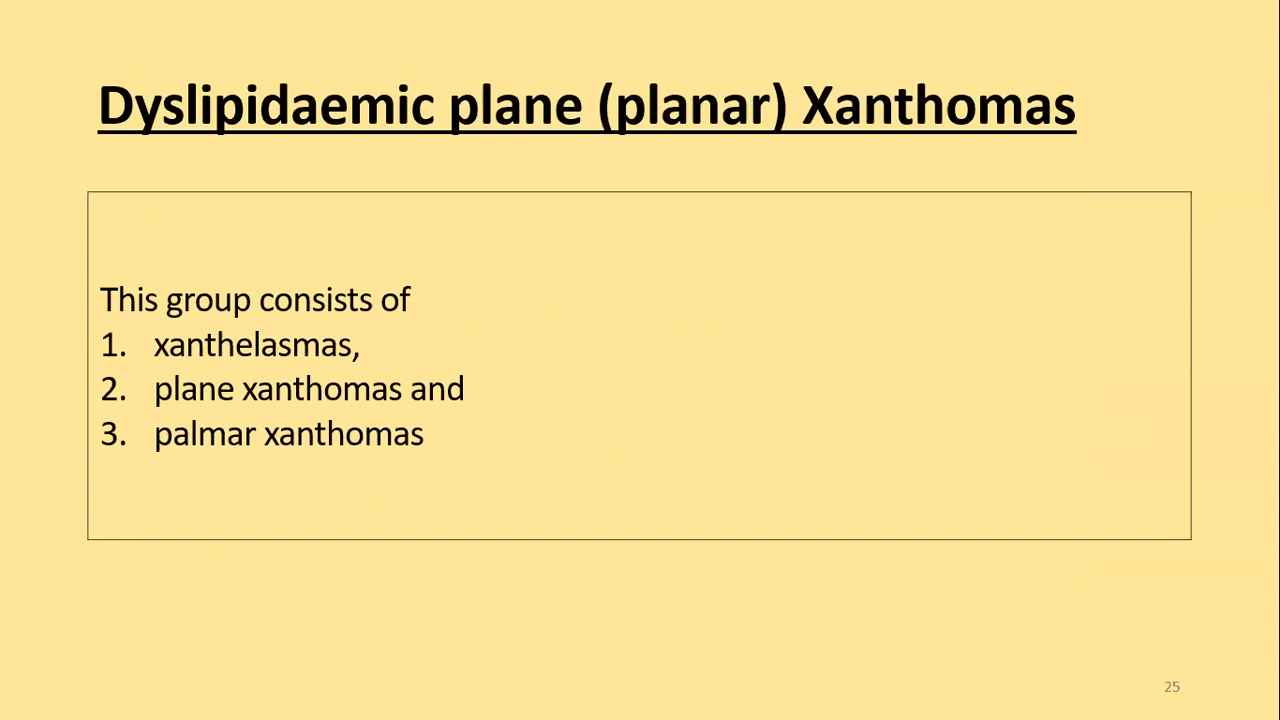 Dyslipidaemic plane (planar) Xanthomas
This group consists of
1. xanthelasmas,
2. plane xanthomas and
3. palmar xanthomas
25